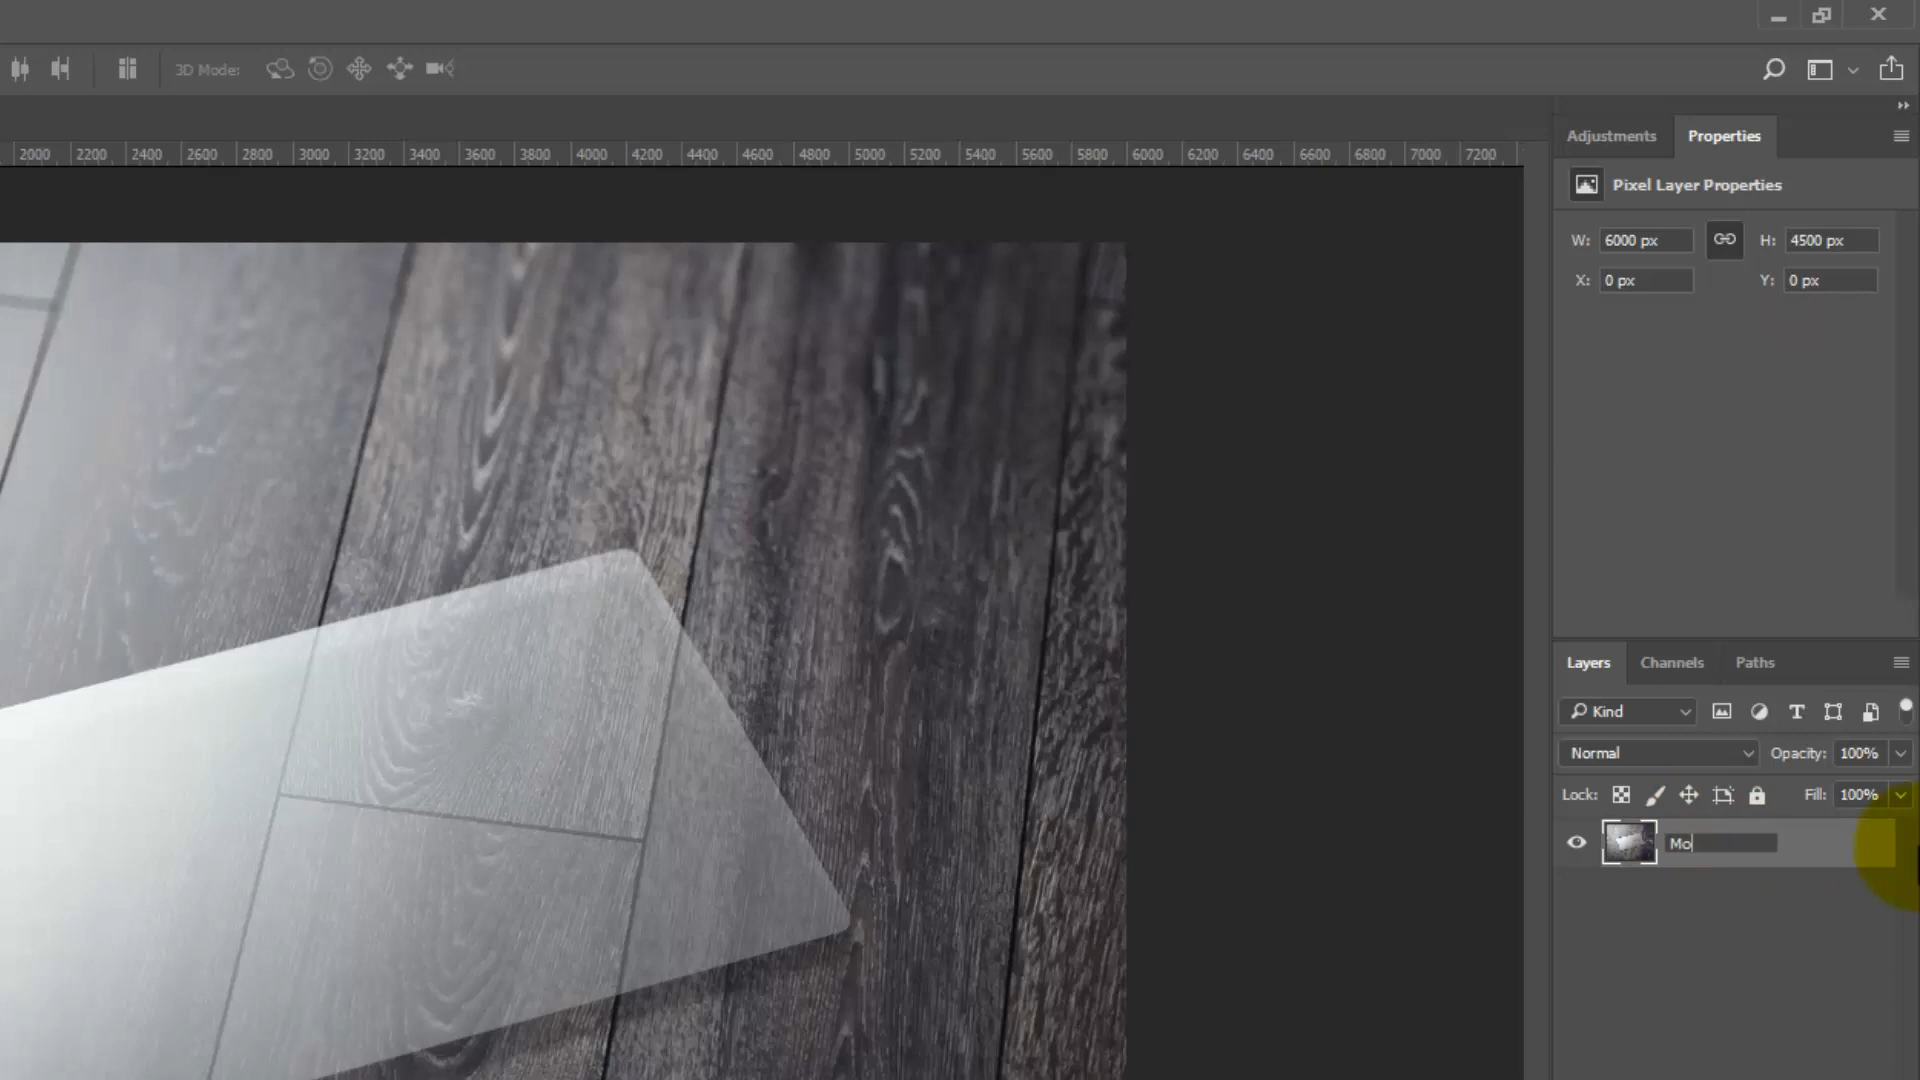 3D Mode:
2000 2200 2400 2600 2800 3000 3200 3400 3600 3800 4000 4200 4400 4600 4800 5000 5200 5400 5600 5800 6000 6200 6400 6600 6800 7000 7200
Adjustments Properties
Pixel Layer Properties
W: 6000 px H: 4500 px
X: 0 px Y: 0 px
Layers Channels Paths
Kind
Normal Opacity: 100%
Lock: Fill: 100%
Mo